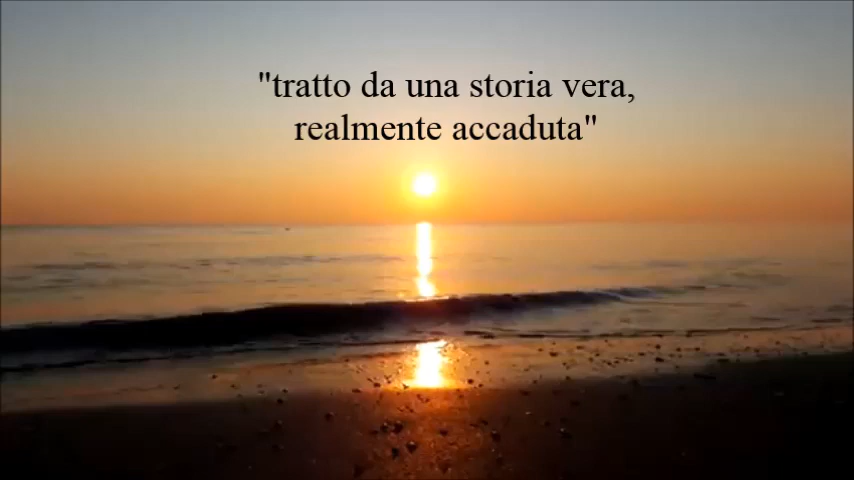 "tratto da una storia vera,
realmente accaduta"